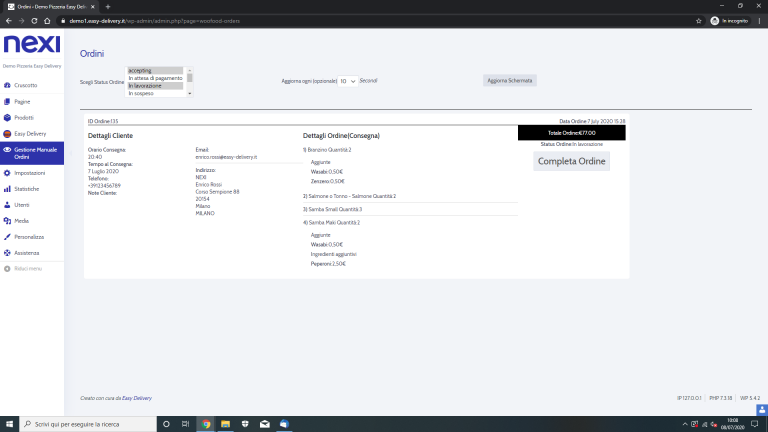 Ordini - Demo Pizzeria Easy Deli
demo1.easy-delivery.it/wp-admin/admin.php?page=woofood-orders
In incognito
nexi
Demo Pizzeria Easy Delivery
Cruscotto
Pagine
Prodotti
Easy Delivery
Gestione Manuale
Ordini
Impostazioni
Statistiche
Utenti
Media
Personalizza
Assistenza
Riduci menu
Ordini
Scegli Status Ordine
accepting
In attesa di pagamento
In lavorazione
In sospeso
Aggiorna ogni (opzionale) 10 Secondi
Aggiorna Schermata
ID Ordine 135
Data Ordine 7 July 2020 15:28
Dettagli Cliente
Orario Consegna:
20:40
Tempo al Consegna:
7 Luglio 2020
Telefono:
+39123456789
Note Cliente:
Email:
enrico.rossi@easy-delivery.it
Indirizzo:
NEXI
Enrico Rossi
Corso Sempione 88
20154
Milano
MILANO
Dettagli Ordine(Consegna)
1) Branzino Quantità:2
Aggiunte
Wasabi:0,50€
Zenzero:0,50€
2) Salmone o Tonno - Salmone Quantità:2
3) Samba Small Quantità:3
4) Samba Maki Quantità:2
Aggiunte
Wasabi:0,50€
Ingredienti aggiuntivi
Peperoni:2,50€
Totale Ordine:€77.00
Status Ordine:In lavorazione
Completa Ordine
Creato con cura da Easy Delivery
IP 127.0.0.1 PHP 7.3.18 WP 5.4.2
Scrivi qui per eseguire la ricerca
10:08
08/07/2020